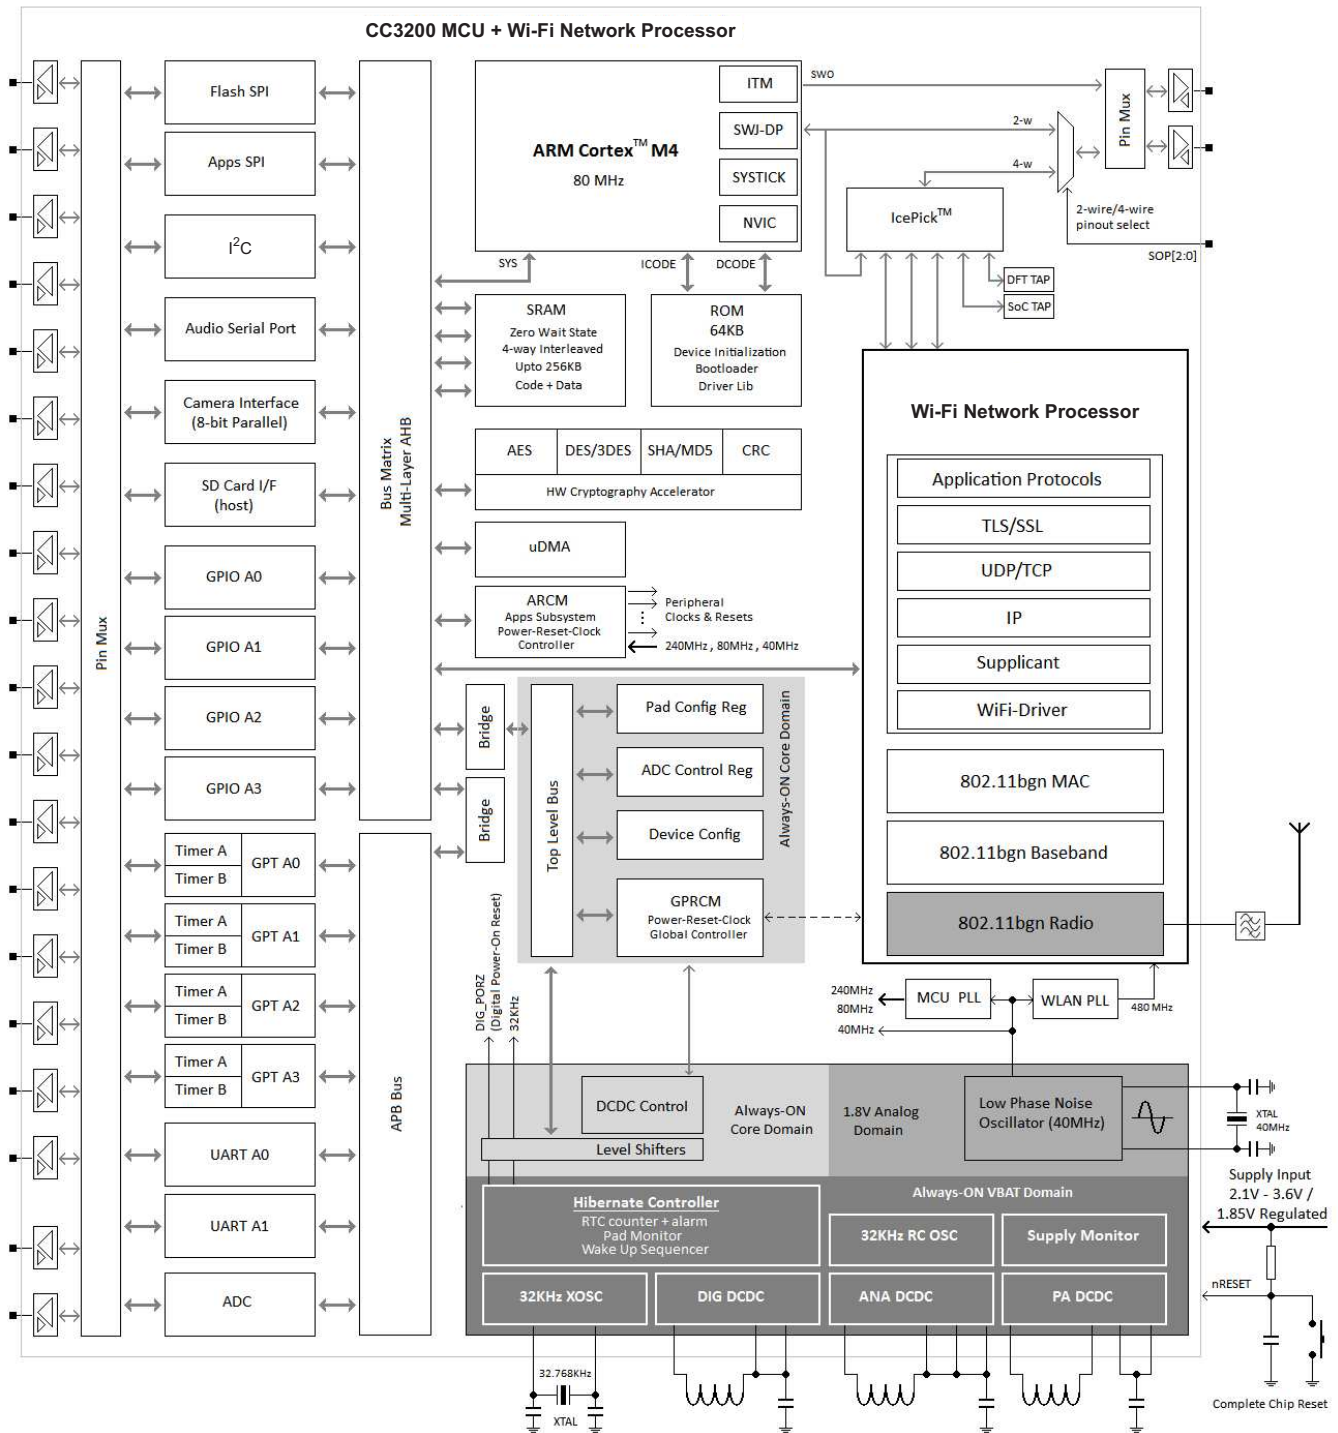 CC3200 MCU + Wi-Fi Network Processor
Pin Mux
Flash SPI
Apps SPI
I2C
Audio Serial Port
Camera Interface
(8-bit Parallel)
SD Card I/F
(host)
GPIO A0
GPIO A1
GPIO A2
GPIO A3
Timer A
Timer B
GPT A0
Timer A
Timer B
GPT A1
Timer A
Timer B
GPT A2
Timer A
Timer B
GPT A3
UART A0
UART A1
ADC
Bus Matrix
Multi-Layer AHB
APB Bus
ARM Cortex™ M4
80 MHz
ITM
SWJ-DP
SYSTICK
NVIC
SWO
2-w
4-w
Pin Mux
IcePick™
2-wire/4-wire
pinout select
SOP[2:0]
DFT TAP
SoC TAP
SYS
ICODE
DCODE
SRAM
Zero Wait State
4-way Interleaved
Upto 256KB
Code + Data
ROM
64KB
Device Initialization
Bootloader
Driver Lib
AES
DES/3DES
SHA/MD5
CRC
HW Cryptography Accelerator
uDMA
ARCM
Apps Subsystem
Power-Reset-Clock
Controller
Peripheral
Clocks & Resets
240MHz , 80MHz , 40MHz
Bridge
Bridge
Top Level Bus
Pad Config Reg
ADC Control Reg
Device Config
GPRCM
Power-Reset-Clock
Global Controller
Always-ON Core Domain
Wi-Fi Network Processor
Application Protocols
TLS/SSL
UDP/TCP
IP
Supplicant
WiFi-Driver
802.11bgn MAC
802.11bgn Baseband
802.11bgn Radio
DIG_PORZ
(Digital Power-On Reset)
32KHz
240MHz
80MHz
40MHz
MCU PLL
WLAN PLL
480 MHz
DCDC Control
Level Shifters
Always-ON
Core Domain
1.8V Analog
Domain
Low Phase Noise
Oscillator (40MHz)
XTAL
40MHz
Hibernate Controller
RTC counter + alarm
Pad Monitor
Wake Up Sequencer
Always-ON VBAT Domain
32KHz RC OSC
Supply Monitor
32KHz XOSC
DIG DCDC
ANA DCDC
PA DCDC
Supply Input
2.1V - 3.6V /
1.85V Regulated
nRESET
Complete Chip Reset
32.768KHz
XTAL